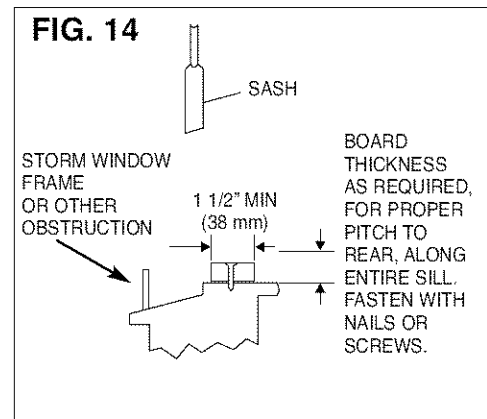 FIG. 14
SASH
STORM WINDOW
FRAME
OR OTHER
OBSTRUCTION
1 1/2” MIN
(38 mm)
BOARD
THICKNESS
AS REQUIRED,
FOR PROPER
PITCH TO
REAR, ALONG
ENTIRE SILL.
FASTEN WITH
NAILS OR
SCREWS.